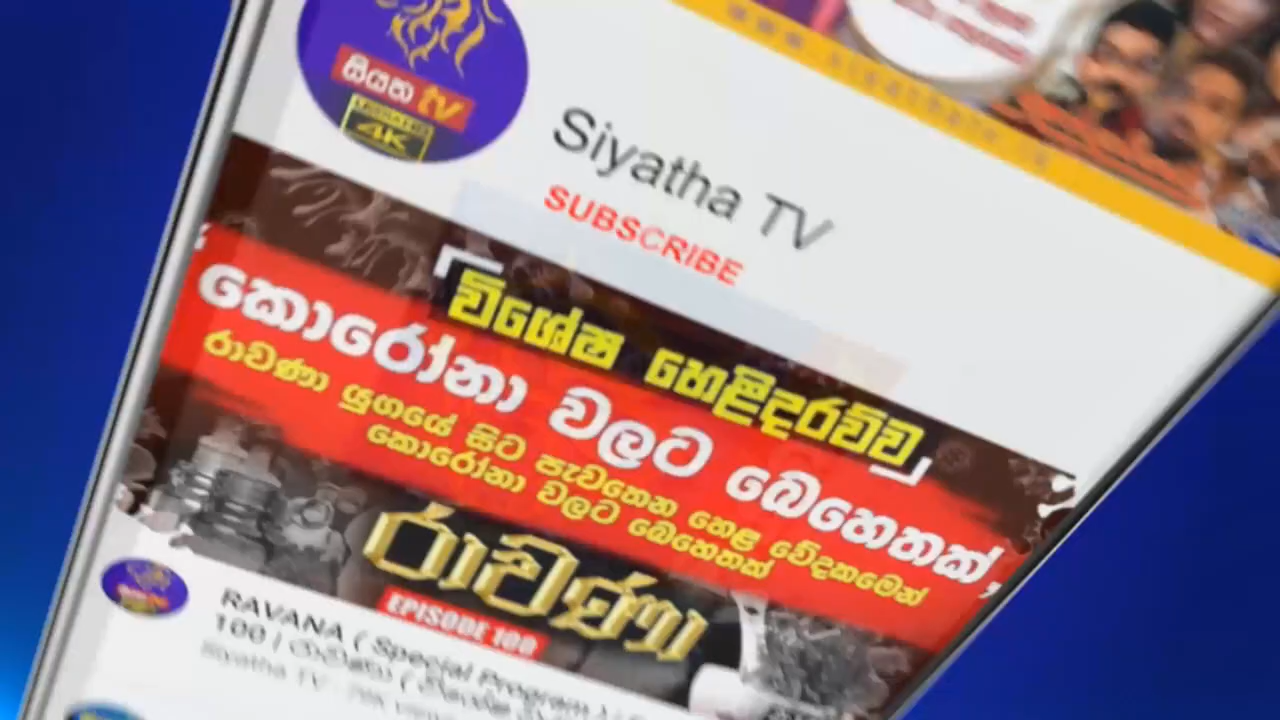 සියත tv
4K
Siyatha TV
SUBSCRIBE
විශේෂ හෙළිදරව්ව
කොරෝනා වලට බෙහෙතක්,
රාවණා යුගයේ සිට පැවතෙන හෙළ වේදකමෙන්
කොරෝනා වලට බෙහෙතක්
රාවණා
EPISODE 100
RAVANA ( Special Program )
100 | රාවණා ( විශේෂ
Siyatha TV